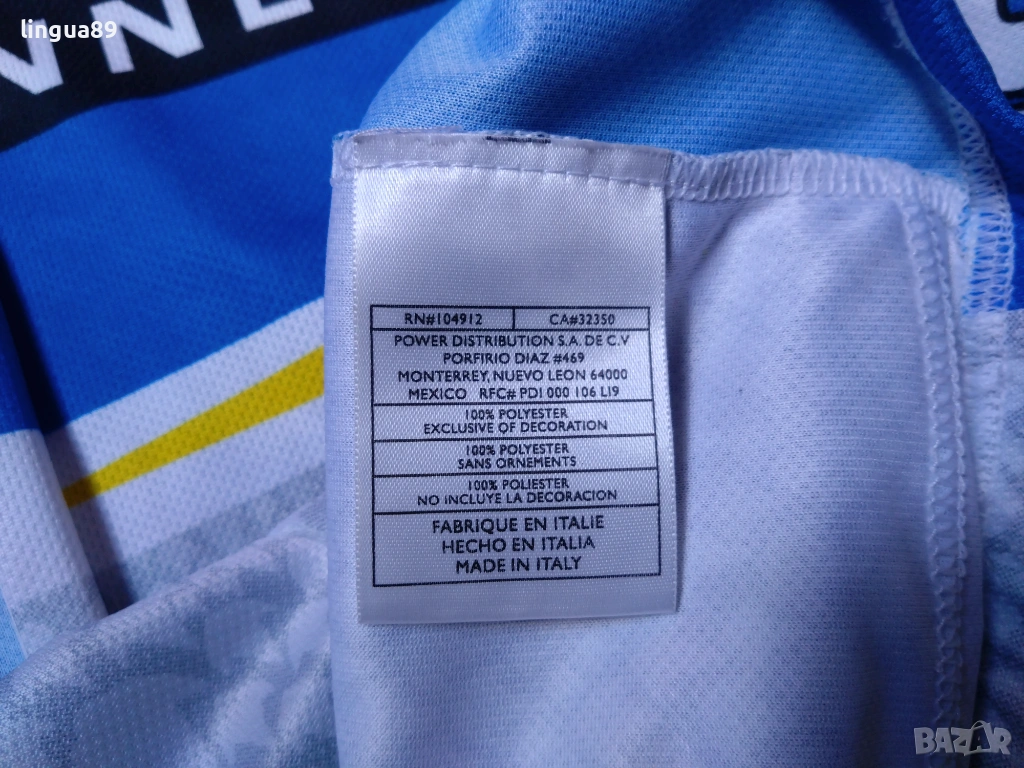 lingua89
VNE
RN#104912 CA#32350
POWER DISTRIBUTION S.A. DE C.V
PORFIRIO DIAZ #469
MONTERREY, NUEVO LEON 64000
MEXICO RFC# PDI 000 106 L19
100% POLYESTER
EXCLUSIVE OF DECORATION
100% POLYESTER
SANS ORNEMENTS
100% POLIESTER
NO INCLUYE LA DECORACION
FABRIQUE EN ITALIE
HECHO EN ITALIA
MADE IN ITALY
BAZAR